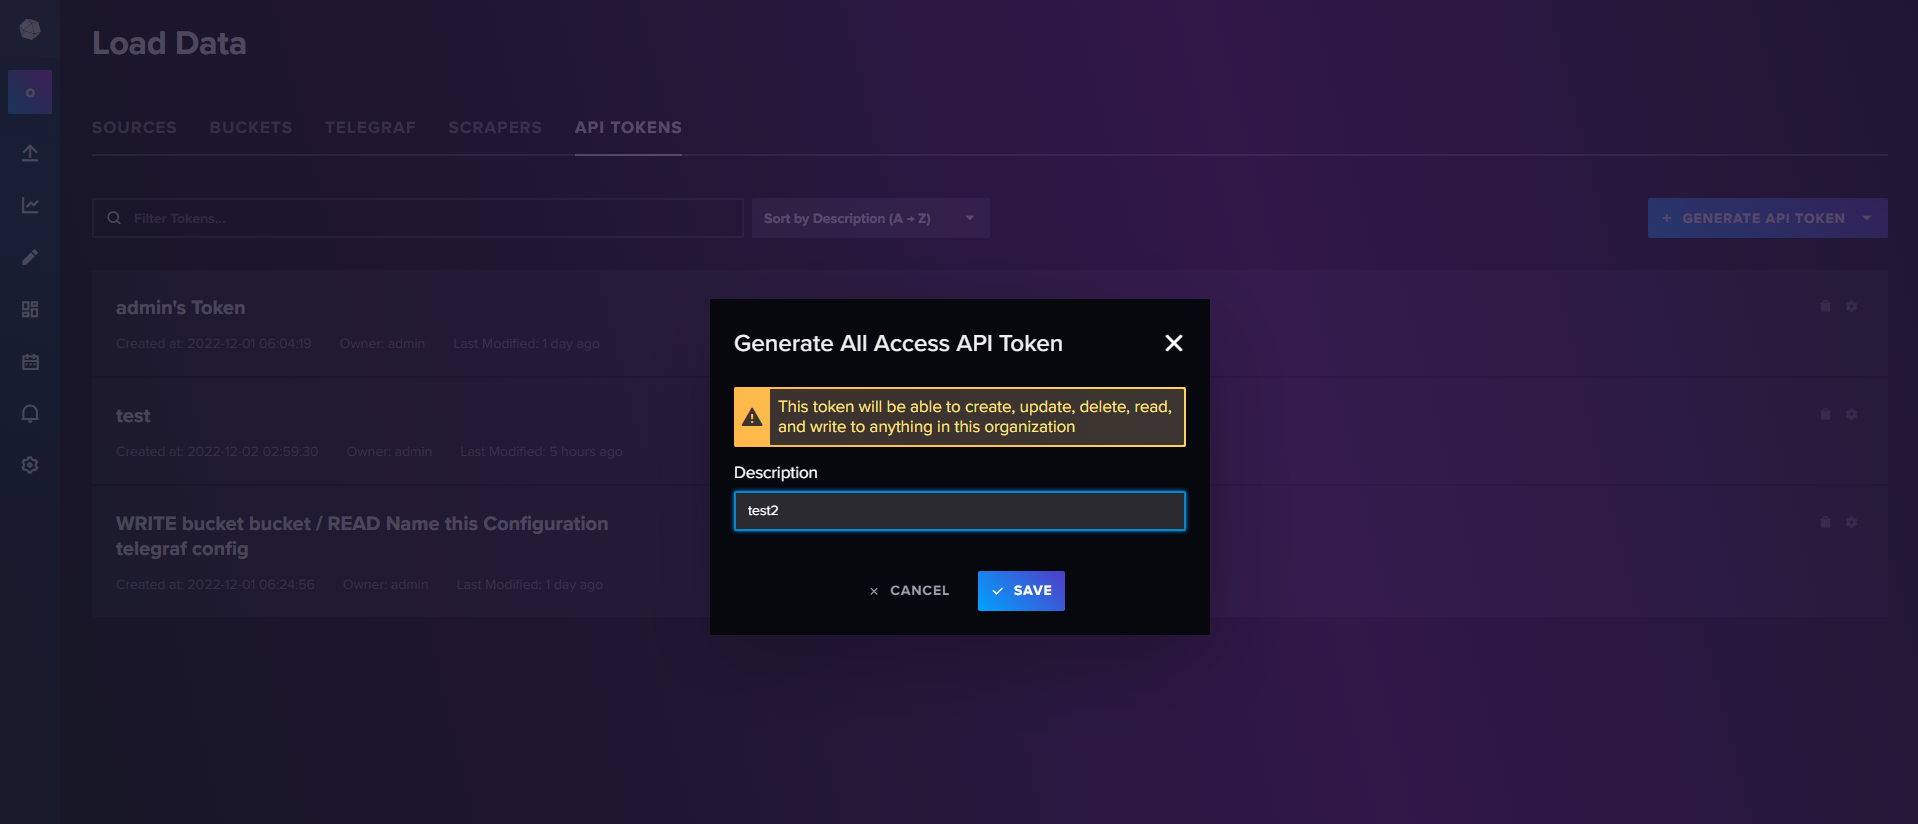 Load Data
SOURCES BUCKETS TELEGRAF SCRAPERS API TOKENS
Filter Tokens...
Sort by Description (A → Z)
+ GENERATE API TOKEN
admin's Token
Created at: 2022-12-01 06:04:19 Owner: admin Last Modified: 1 day ago
test
Created at: 2022-12-02 02:59:30 Owner: admin Last Modified: 5 hours ago
WRITE bucket bucket / READ Name this Configuration
telegraf config
Created at: 2022-12-01 06:24:56 Owner: admin Last Modified: 1 day ago
Generate All Access API Token
This token will be able to create, update, delete, read,
and write to anything in this organization
Description
test2
CANCEL
SAVE